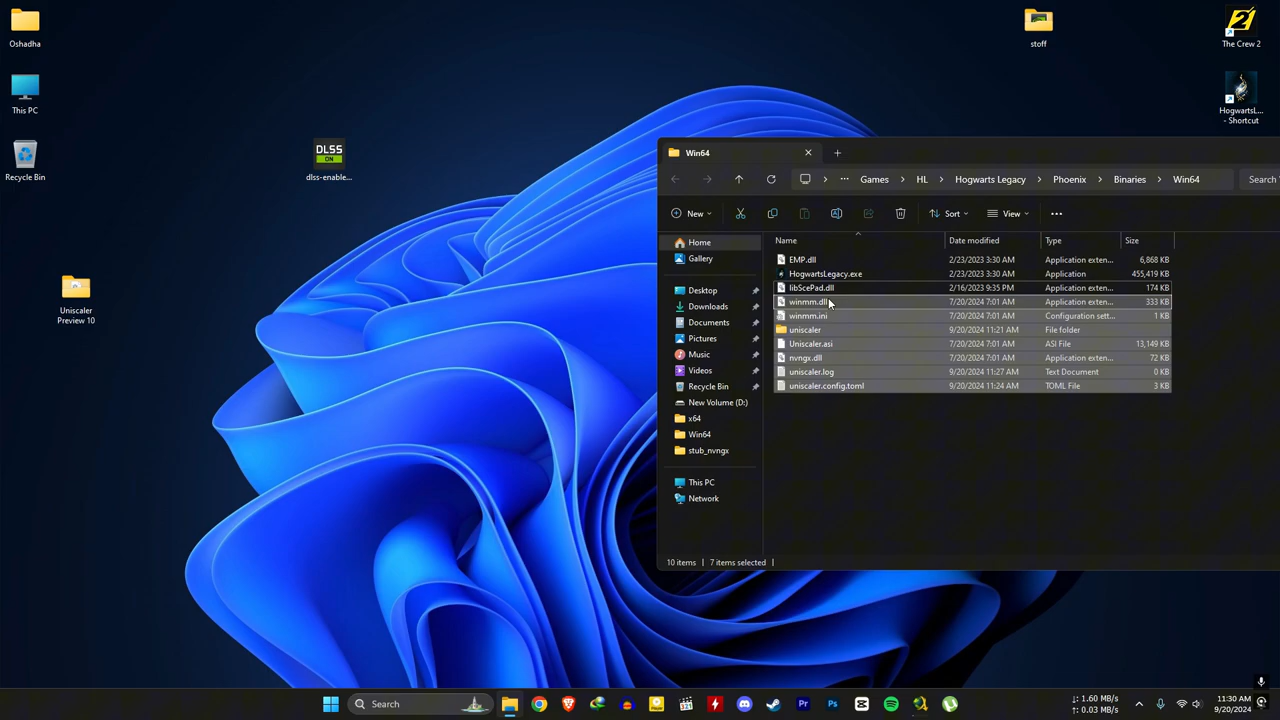 Oshadha
This PC
Recycle Bin
DLSS
ON
dlss-enable...
Uniscaler
Preview 10
stoff
The Crew 2
HogwartsL...
- Shortcut
Win64
... Games > HL > Hogwarts Legacy > Phoenix > Binaries > Win64
Search
New
Sort
View
Home
Gallery
Desktop
Downloads
Documents
Pictures
Music
Videos
Recycle Bin
New Volume (D:)
x64
Win64
stub_nvngx
This PC
Network
Name Date modified Type Size
EMP.dll 2/23/2023 3:30 AM Application exten... 6,868 KB
HogwartsLegacy.exe 2/23/2023 3:30 AM Application 455,419 KB
libScePad.dll 2/16/2023 9:35 PM Application exten... 174 KB
winmm.dll 7/20/2024 7:01 AM Application exten... 333 KB
winmm.ini 7/20/2024 7:01 AM Configuration sett... 1 KB
uniscaler 9/20/2024 11:21 AM File folder
Uniscaler.asi 7/20/2024 7:01 AM ASI File 13,149 KB
nvngx.dll 7/20/2024 7:01 AM Application exten... 72 KB
uniscaler.log 9/20/2024 11:27 AM Text Document 0 KB
uniscaler.config.toml 9/20/2024 11:24 AM TOML File 3 KB
10 items | 7 items selected |
Search
1.60 MB/s
0.03 MB/s
11:30 AM
9/20/2024